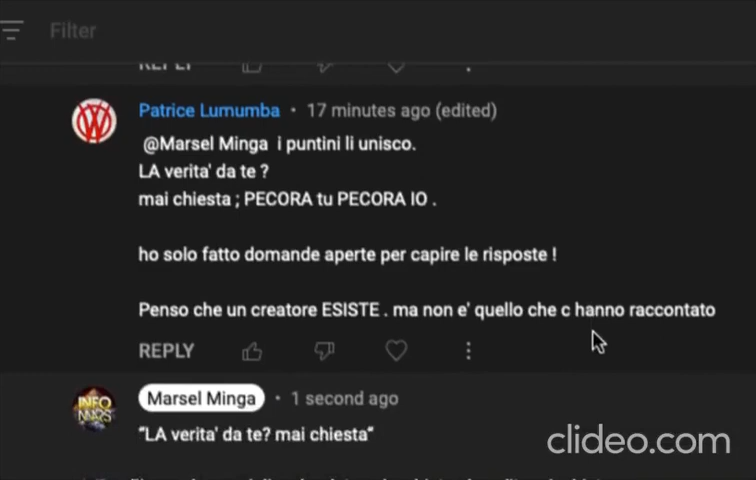 Filter
REPLY
Patrice Lumumba • 17 minutes ago (edited)
@Marsel Minga i puntini li unisco.
LA verita' da te ?
mai chiesta ; PECORA tu PECORA IO .
ho solo fatto domande aperte per capire le risposte !
Penso che un creatore ESISTE . ma non e' quello che c hanno raccontato
REPLY
INFO
MARS
Marsel Minga • 1 second ago
"LA verita' da te? mai chiesta"
clideo.com